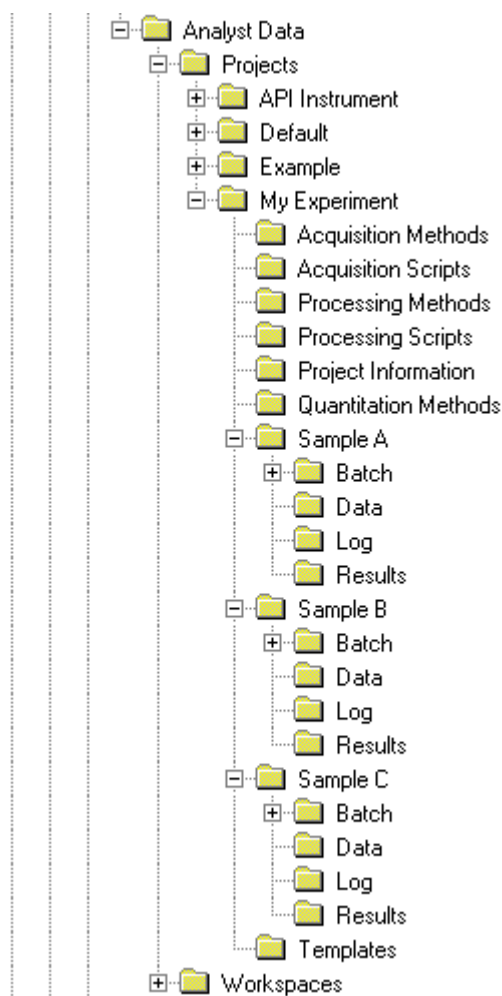 Analyst Data
Projects
API Instrument
Default
Example
My Experiment
Acquisition Methods
Acquisition Scripts
Processing Methods
Processing Scripts
Project Information
Quantitation Methods
Sample A
Batch
Data
Log
Results
Sample B
Batch
Data
Log
Results
Sample C
Batch
Data
Log
Results
Templates
Workspaces